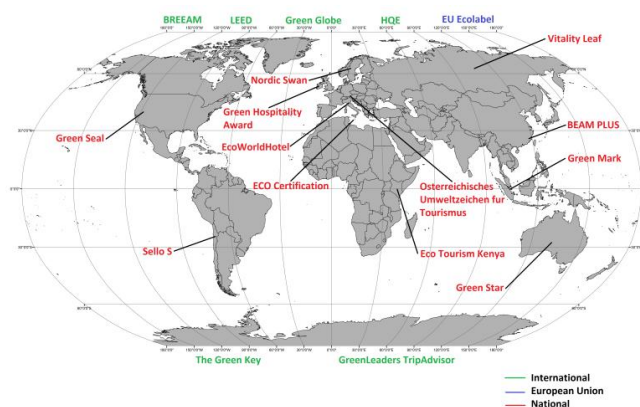 BREEAM LEED Green Globe HQE EU Ecolabel
Vitality Leaf
Nordic Swan
Green Hospitality
Award
Green Seal
BEAM PLUS
EcoWorldHotel
Green Mark
ECO Certification
Osterreichisches
Umweltzeichen fur
Tourismus
Sello S
Eco Tourism Kenya
Green Star
The Green Key GreenLeaders TripAdvisor
International
European Union
National